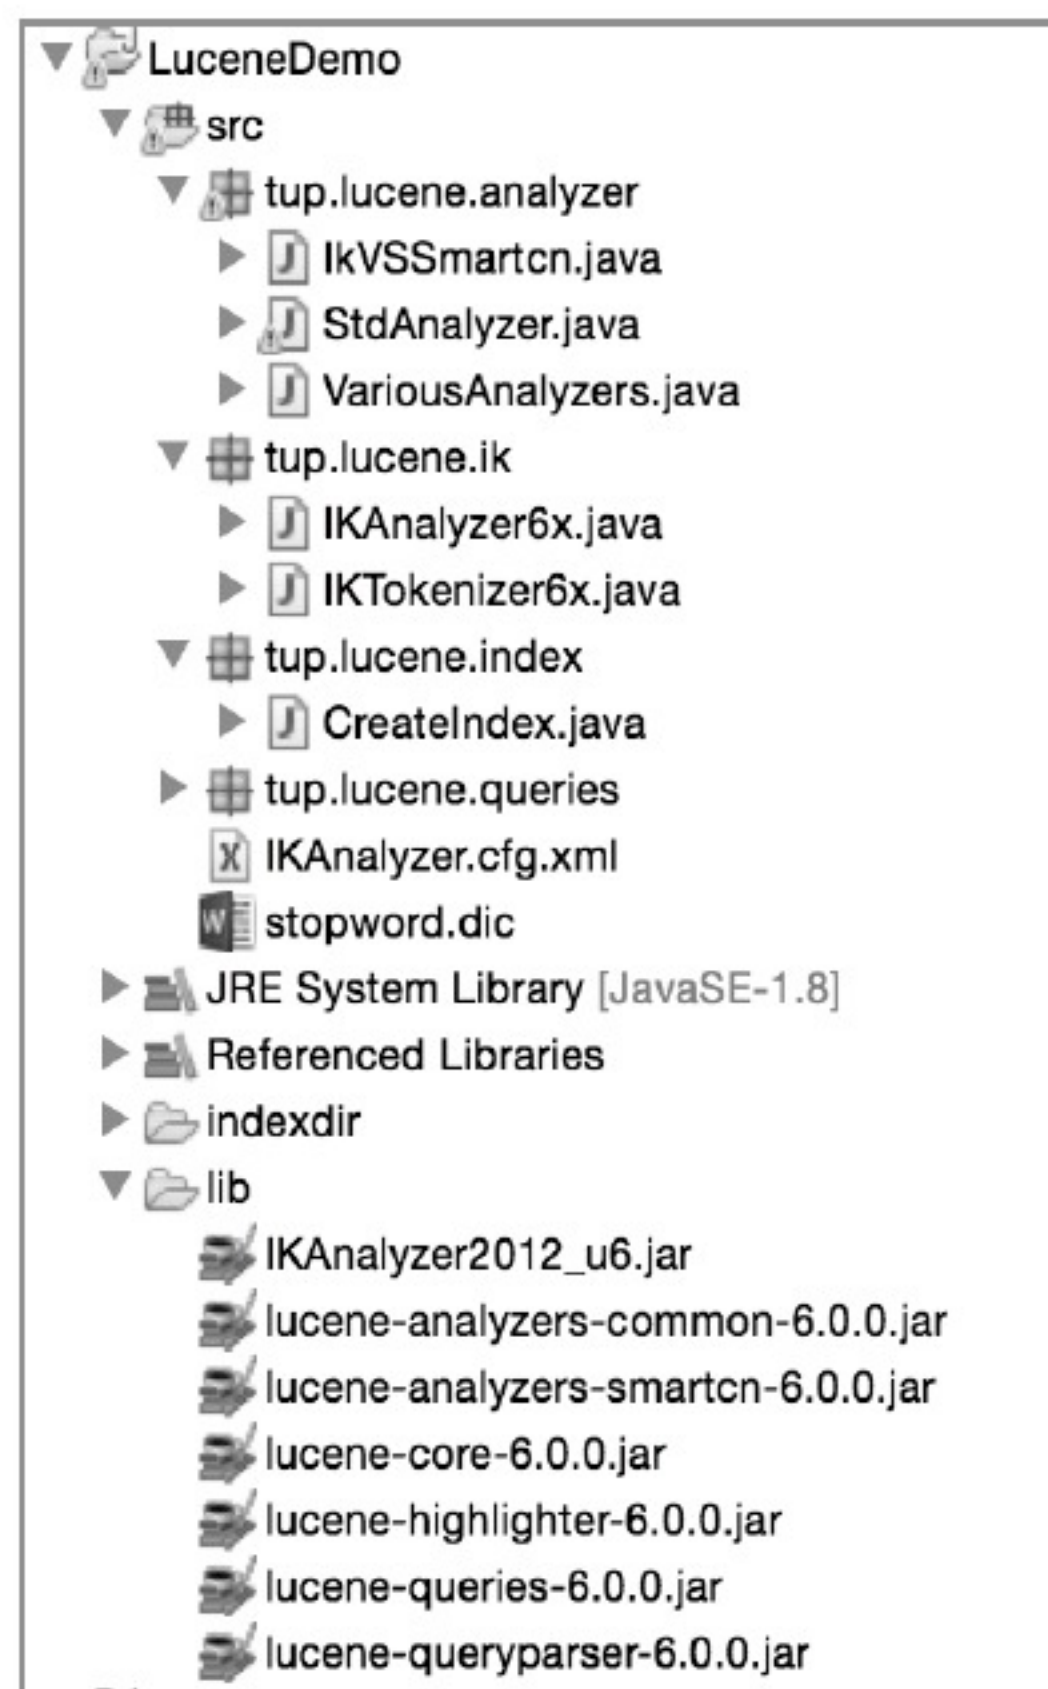 LuceneDemo
src
tup.lucene.analyzer
IkVSSmartcn.java
StdAnalyzer.java
VariousAnalyzers.java
tup.lucene.ik
IKAnalyzer6x.java
IKTokenizer6x.java
tup.lucene.index
CreateIndex.java
tup.lucene.queries
IKAnalyzer.cfg.xml
stopword.dic
JRE System Library [JavaSE-1.8]
Referenced Libraries
indexdir
lib
IKAnalyzer2012_u6.jar
lucene-analyzers-common-6.0.0.jar
lucene-analyzers-smartcn-6.0.0.jar
lucene-core-6.0.0.jar
lucene-highlighter-6.0.0.jar
lucene-queries-6.0.0.jar
lucene-queryparser-6.0.0.jar